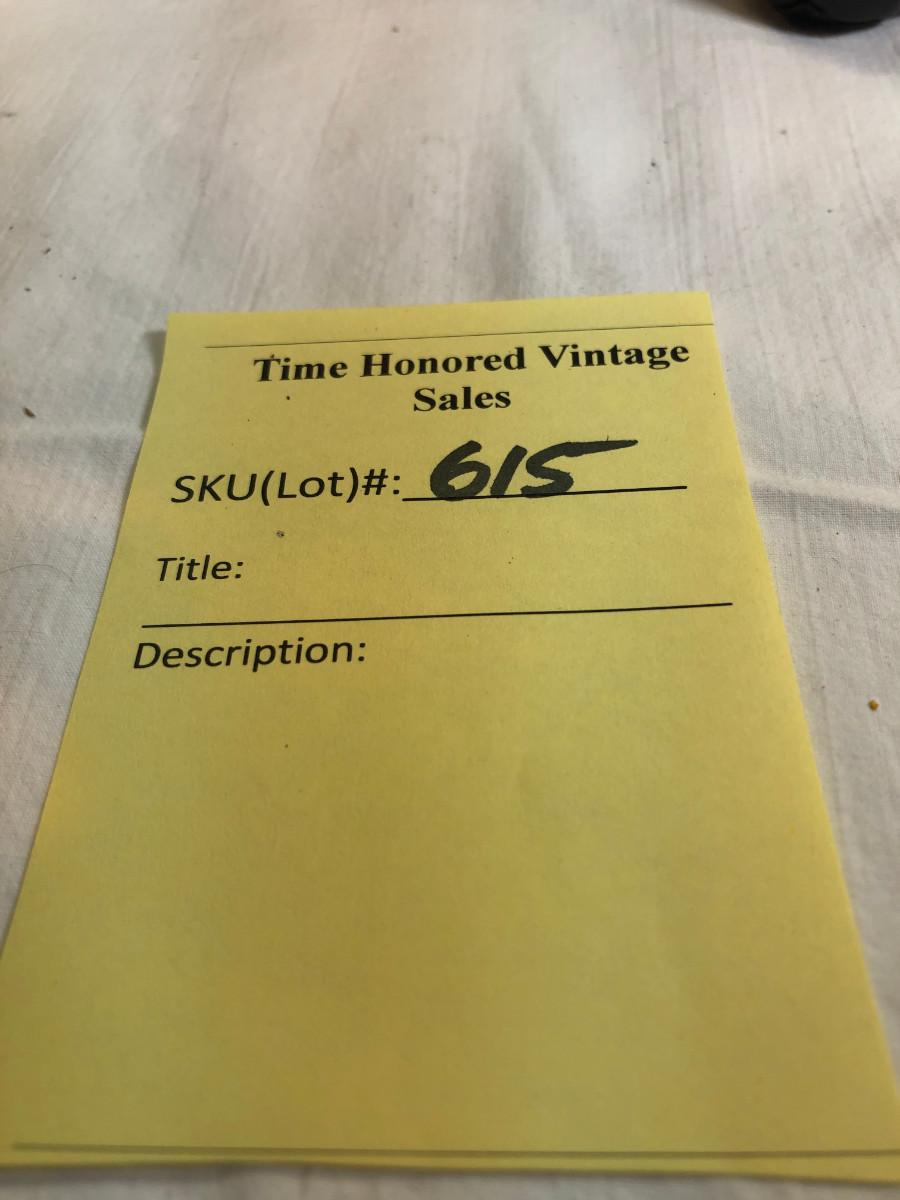 Time Honored Vintage
Sales
SKU(Lot)#: 615
Title:
Description: